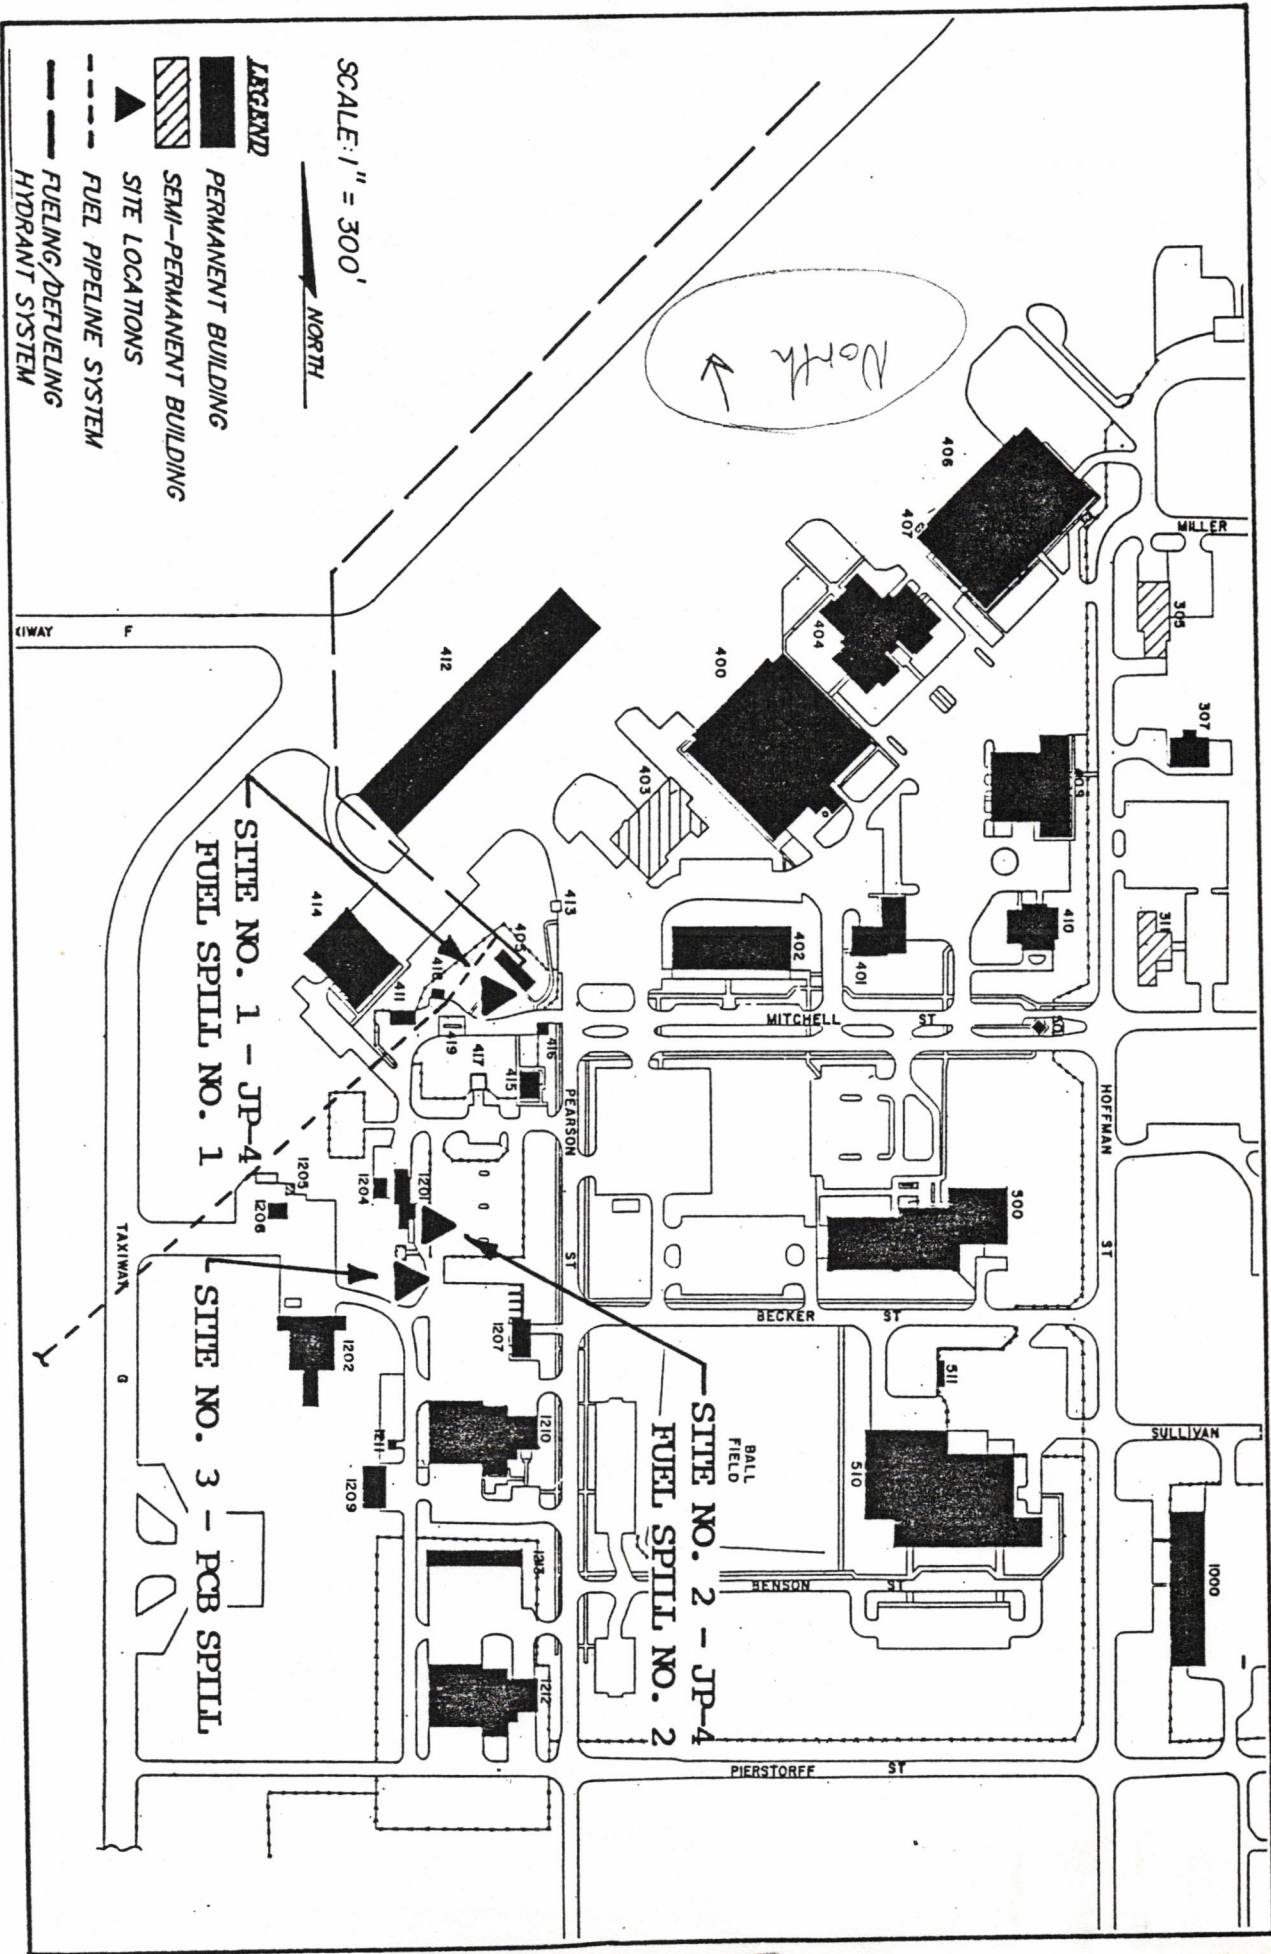 SCALE: 1" = 300'
NORTH
LEGEND
PERMANENT BUILDING
SEMI-PERMANENT BUILDING
SITE LOCATIONS
FUEL PIPELINE SYSTEM
FUELING/DEFUELING
HYDRANT SYSTEM
North
SITE NO. 1 - JP-4
FUEL SPILL NO. 1
SITE NO. 2 - JP-4
FUEL SPILL NO. 2
SITE NO. 3 - PCB SPILL
MILLER
305
307
311
406
407
404
400
403
409
410
401
402
412
413
414
405
418
411
419
417
416
415
MITCHELL ST
PEARSON
ST
HOFFMAN
ST
500
BECKER ST
511
510
BALL
FIELD
BENSON ST
SULLIVAN
1000
PIERSTORFF ST
1201
1204
1205
1206
1202
1207
1210
1211
1209
1213
1212
KIWAY F
TAXIWAY G